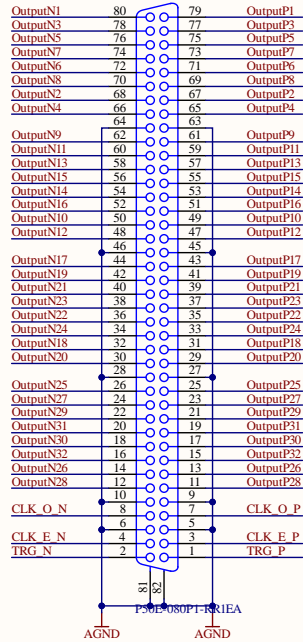 OutputN1 80 79 OutputP1
OutputN3 78 77 OutputP3
OutputN5 76 75 OutputP5
OutputN7 74 73 OutputP7
OutputN6 72 71 OutputP6
OutputN8 70 69 OutputP8
OutputN2 68 67 OutputP2
OutputN4 66 65 OutputP4
64 63
OutputN9 62 61 OutputP9
OutputN11 60 59 OutputP11
OutputN13 58 57 OutputP13
OutputN15 56 55 OutputP15
OutputN14 54 53 OutputP14
OutputN16 52 51 OutputP16
OutputN10 50 49 OutputP10
OutputN12 48 47 OutputP12
46 45
OutputN17 44 43 OutputP17
OutputN19 42 41 OutputP19
OutputN21 40 39 OutputP21
OutputN23 38 37 OutputP23
OutputN22 36 35 OutputP22
OutputN24 34 33 OutputP24
OutputN18 32 31 OutputP18
OutputN20 30 29 OutputP20
28 27
OutputN25 26 25 OutputP25
OutputN27 24 23 OutputP27
OutputN29 22 21 OutputP29
OutputN31 20 19 OutputP31
OutputN30 18 17 OutputP30
OutputN32 16 15 OutputP32
OutputN26 14 13 OutputP26
OutputN28 12 11 OutputP28
10 9
CLK_O_N 8 7 CLK_O_P
6 5
CLK_E_N 4 3 CLK_E_P
TRG_N 2 1 TRG_P
81 82
P50E-080P1-RR1EA
AGND AGND